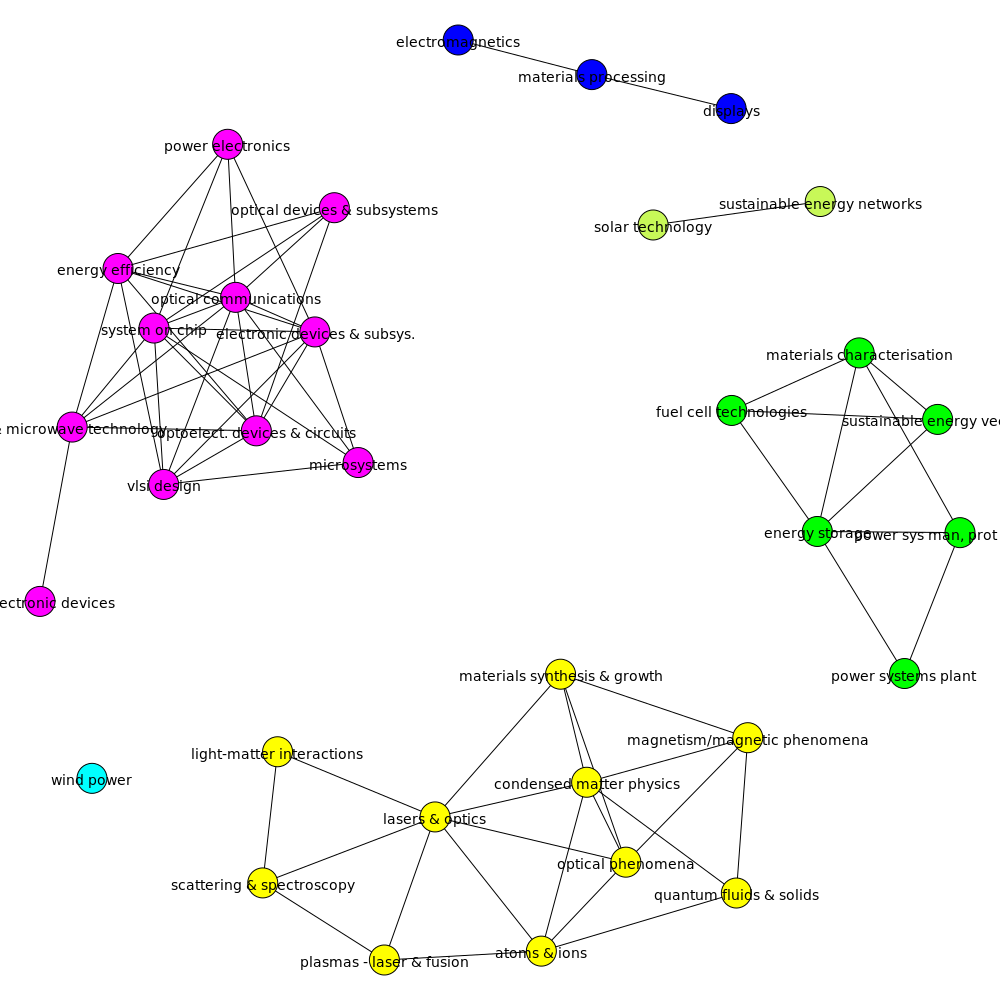 electromagnetics
materials processing
displays
power electronics
optical devices & subsystems
sustainable energy networks
solar technology
energy efficiency
optical communications
system on chip
electronic devices & subsys.
materials characterisation
fuel cell technologies
sustainable energy vec
& microwave technology
optoelect. devices & circuits
microsystems
vlsi design
energy storage
power sys man, prot
ectronic devices
power systems plant
materials synthesis & growth
magnetism/magnetic phenomena
light-matter interactions
wind power
condensed matter physics
lasers & optics
optical phenomena
scattering & spectroscopy
quantum fluids & solids
atoms & ions
plasmas - laser & fusion